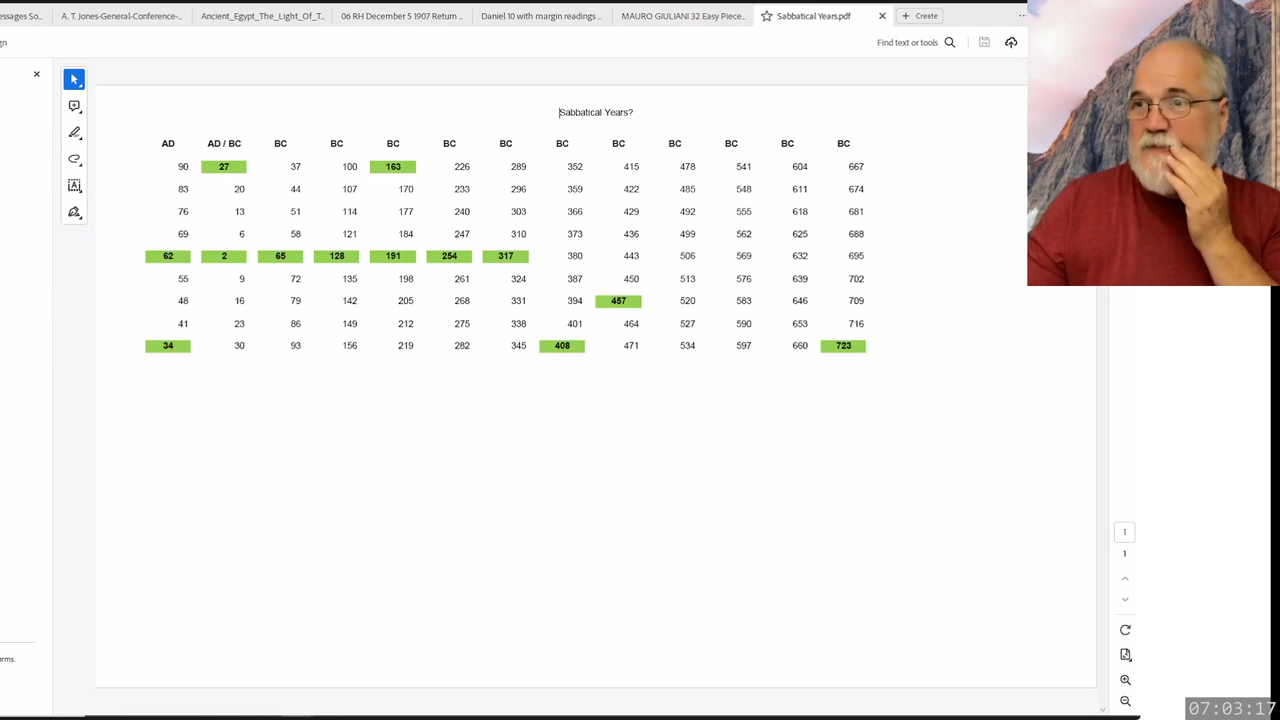 essages So...
A. T.Jones-General-Conference-...
Ancient_Egypt_The_Light_Of_T...
06 RH December 5 1907 Return ...
Daniel 10 with margin readings ...
MAURO GIULIANI 32 Easy Piece...
Sabbatical Years.pdf
Create
gn
Find text or tools
Sabbatical Years?
AD AD / BC BC BC BC BC BC BC BC BC BC BC BC
90 27 37 100 163 226 289 352 415 478 541 604 667
83 20 44 107 170 233 296 359 422 485 548 611 674
76 13 51 114 177 240 303 366 429 492 555 618 681
69 6 58 121 184 247 310 373 436 499 562 625 688
62 2 65 128 191 254 317 380 443 506 569 632 695
55 9 72 135 198 261 324 387 450 513 576 639 702
48 16 79 142 205 268 331 394 457 520 583 646 709
41 23 86 149 212 275 338 401 464 527 590 653 716
34 30 93 156 219 282 345 408 471 534 597 660 723
1
1
orms.
07:03:17